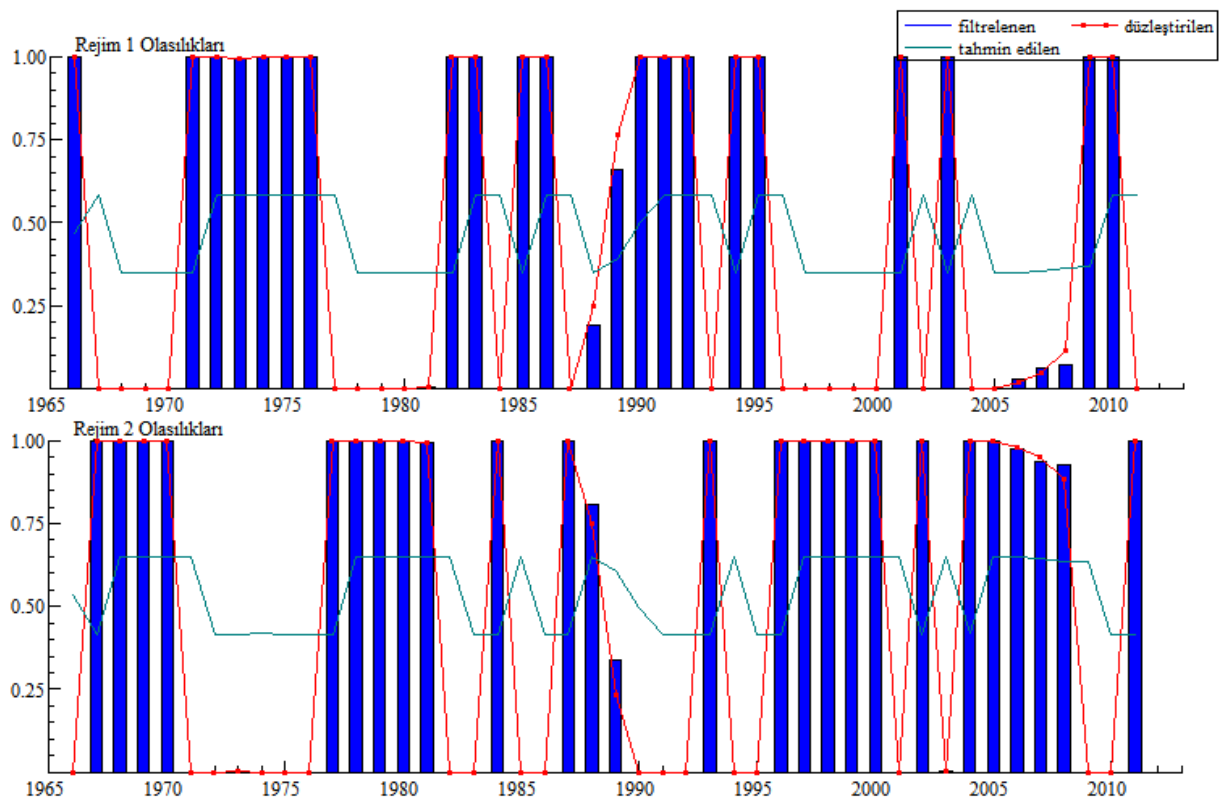 filtrelenen düzleştirilen
tahmin edilen
Rejim 1 Olasılıkları
1.00
0.75
0.50
0.25
1965 1970 1975 1980 1985 1990 1995 2000 2005 2010
Rejim 2 Olasılıkları
1.00
0.75
0.50
0.25
1965 1970 1975 1980 1985 1990 1995 2000 2005 2010